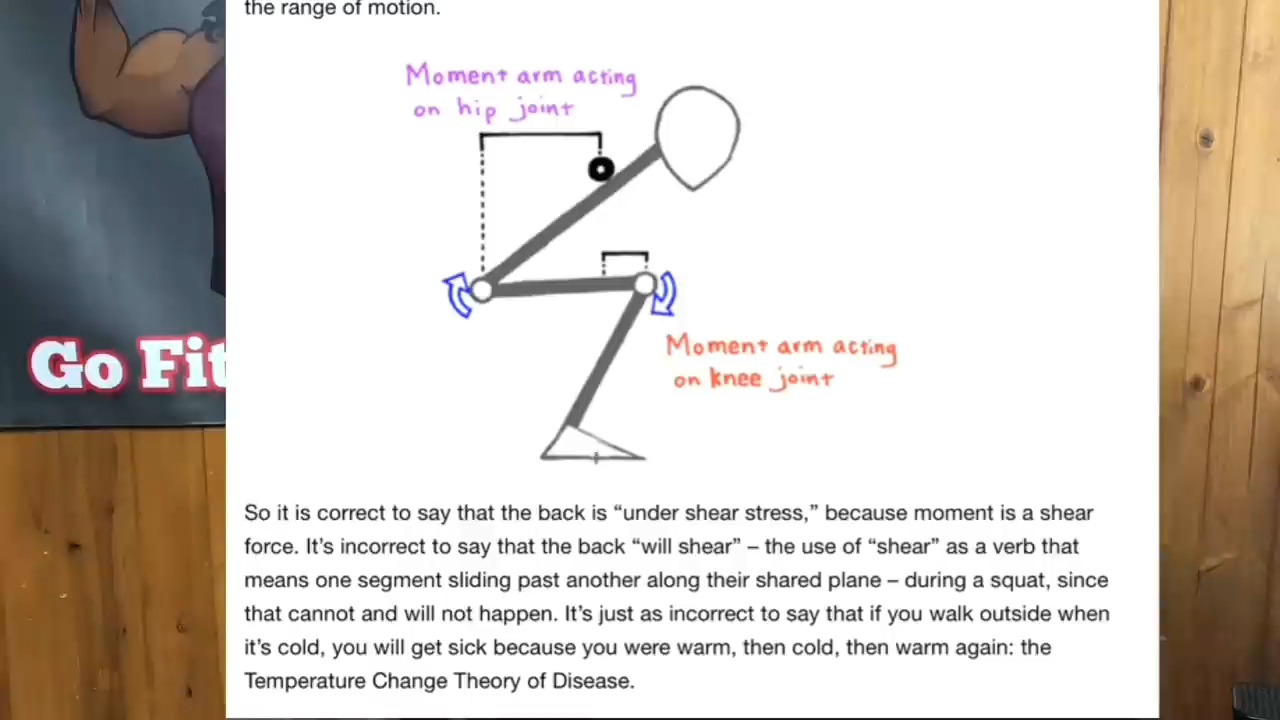 the range of motion.
Moment arm acting
on hip joint
Moment arm acting
on knee joint
Go Fit
So it is correct to say that the back is “under shear stress,” because moment is a shear
force. It’s incorrect to say that the back “will shear” – the use of “shear” as a verb that
means one segment sliding past another along their shared plane – during a squat, since
that cannot and will not happen. It’s just as incorrect to say that if you walk outside when
it’s cold, you will get sick because you were warm, then cold, then warm again: the
Temperature Change Theory of Disease.